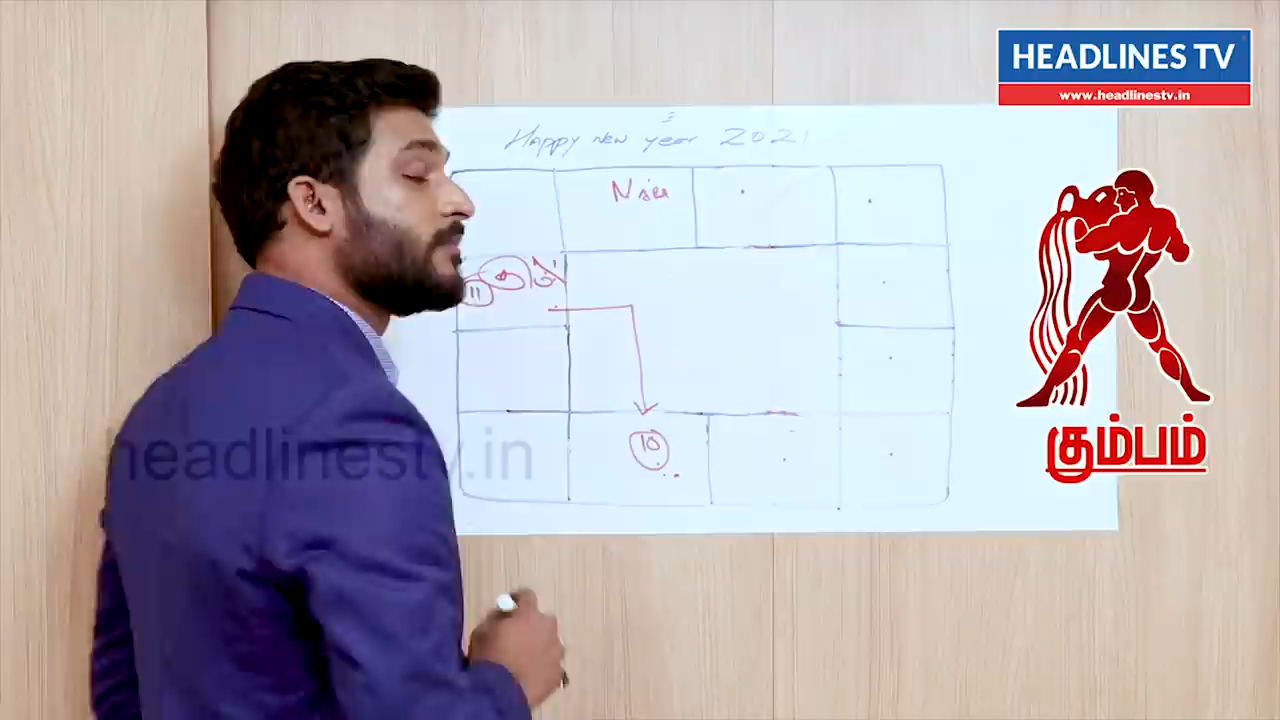 HEADLINES TV
www.headlinestv.in
Happy new year 2021
11
10
கும்பம்
headlinestv.in